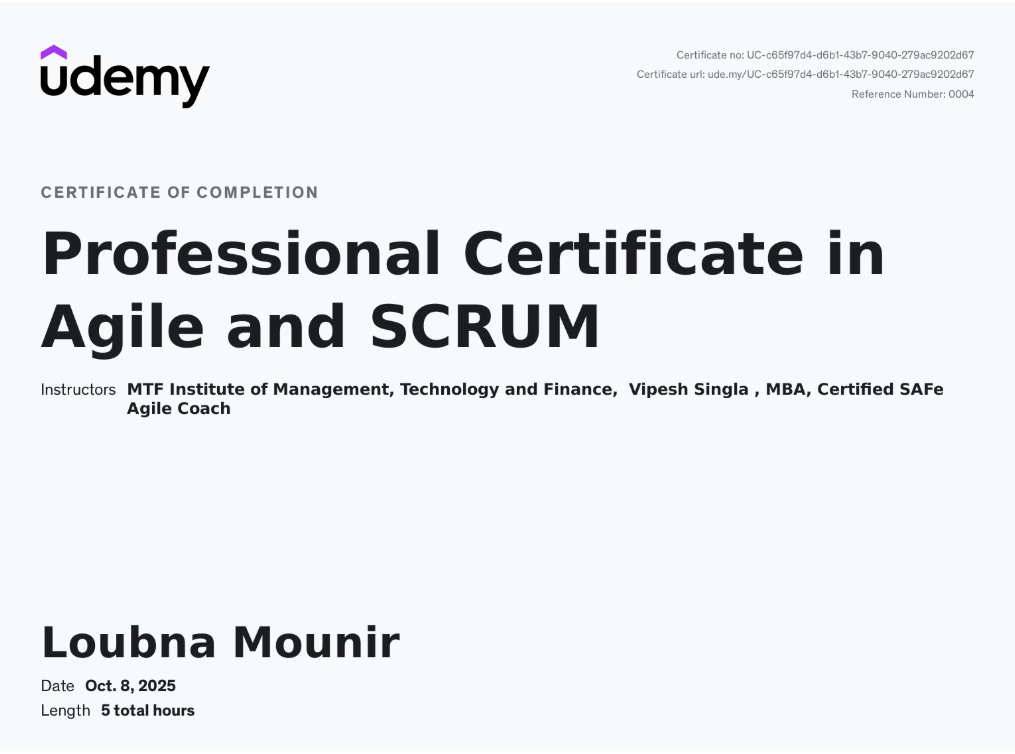 udemy
Certificate no: UC-c65f97d4-d6b1-43b7-9040-279ac9202d67
Certificate url: ude.my/UC-c65f97d4-d6b1-43b7-9040-279ac9202d67
Reference Number: 0004
CERTIFICATE OF COMPLETION
Professional Certificate in
Agile and SCRUM
Instructors MTF Institute of Management, Technology and Finance, Vipesh Singla , MBA, Certified SAFe
Agile Coach
Loubna Mounir
Date Oct. 8, 2025
Length 5 total hours